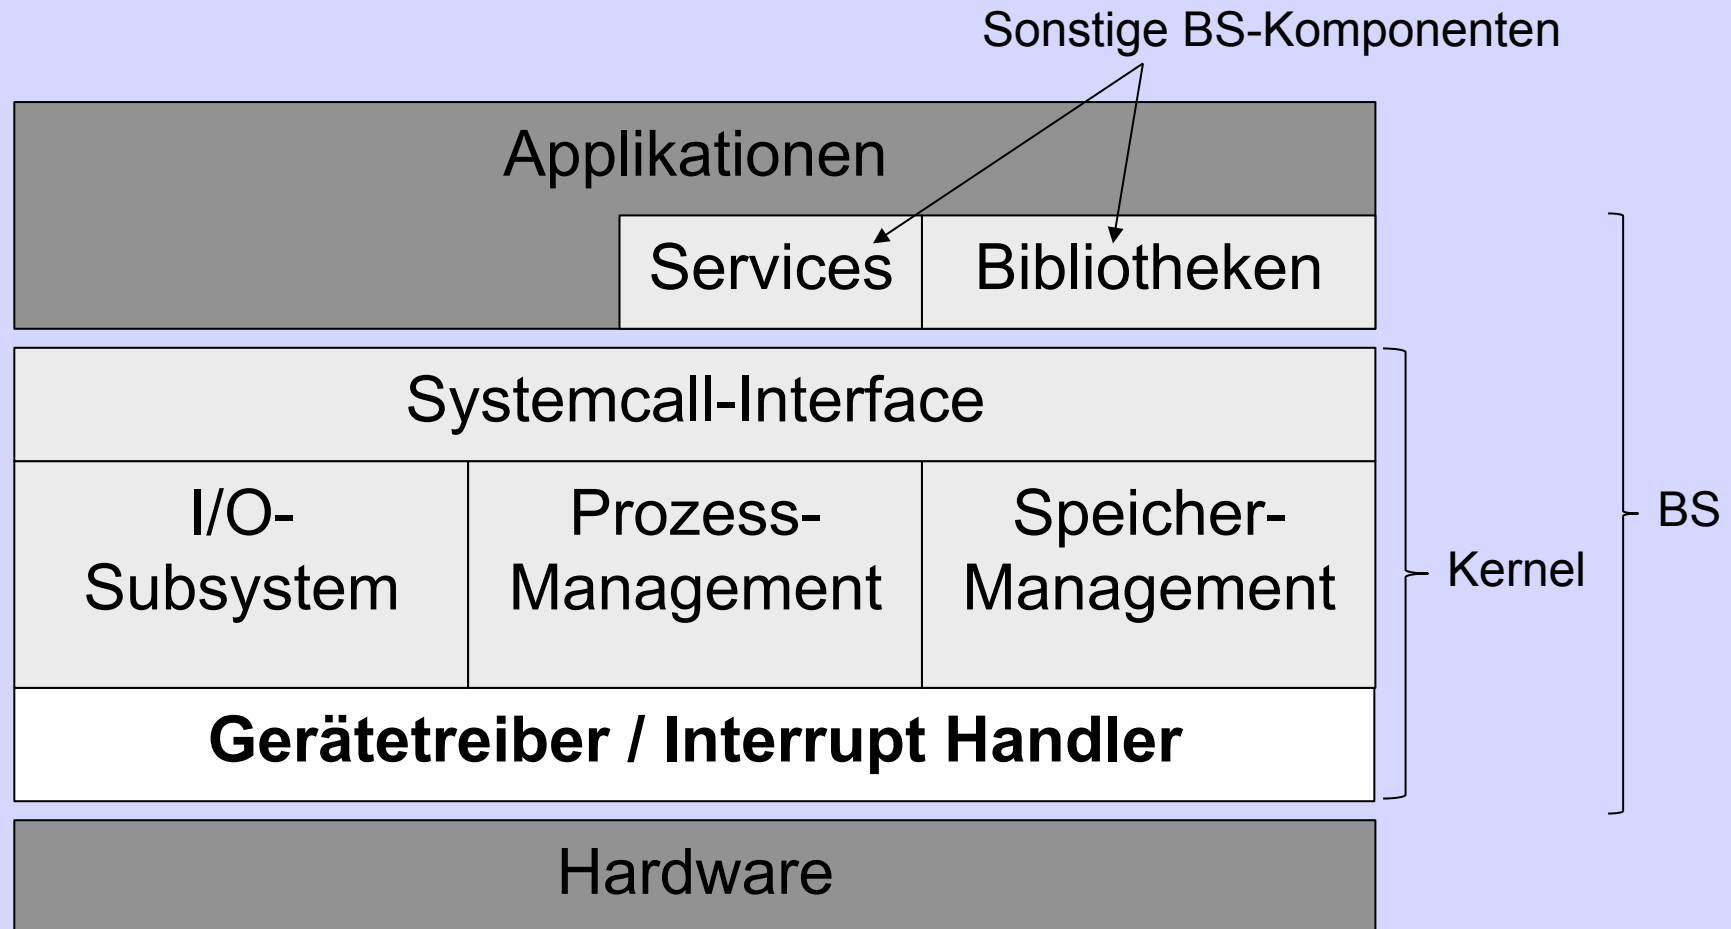 Sonstige BS-Komponenten
Applikationen
Services
Bibliotheken
Systemcall-Interface
I/O-
Subsystem
Prozess-
Management
Speicher-
Management
Kernel
BS
Gerätetreiber / Interrupt Handler
Hardware